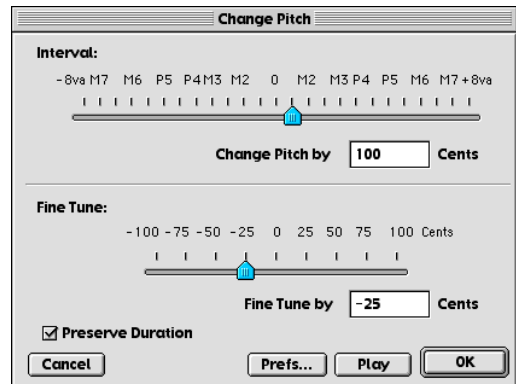 Change Pitch
Interval:
-8va M7 M6 P5 P4 M3 M2 0 M2 M3 P4 P5 M6 M7 +8va
Change Pitch by 100 Cents
Fine Tune:
-100 -75 -50 -25 0 25 50 75 100 Cents
Fine Tune by -25 Cents
Preserve Duration
Cancel Prefs... Play OK